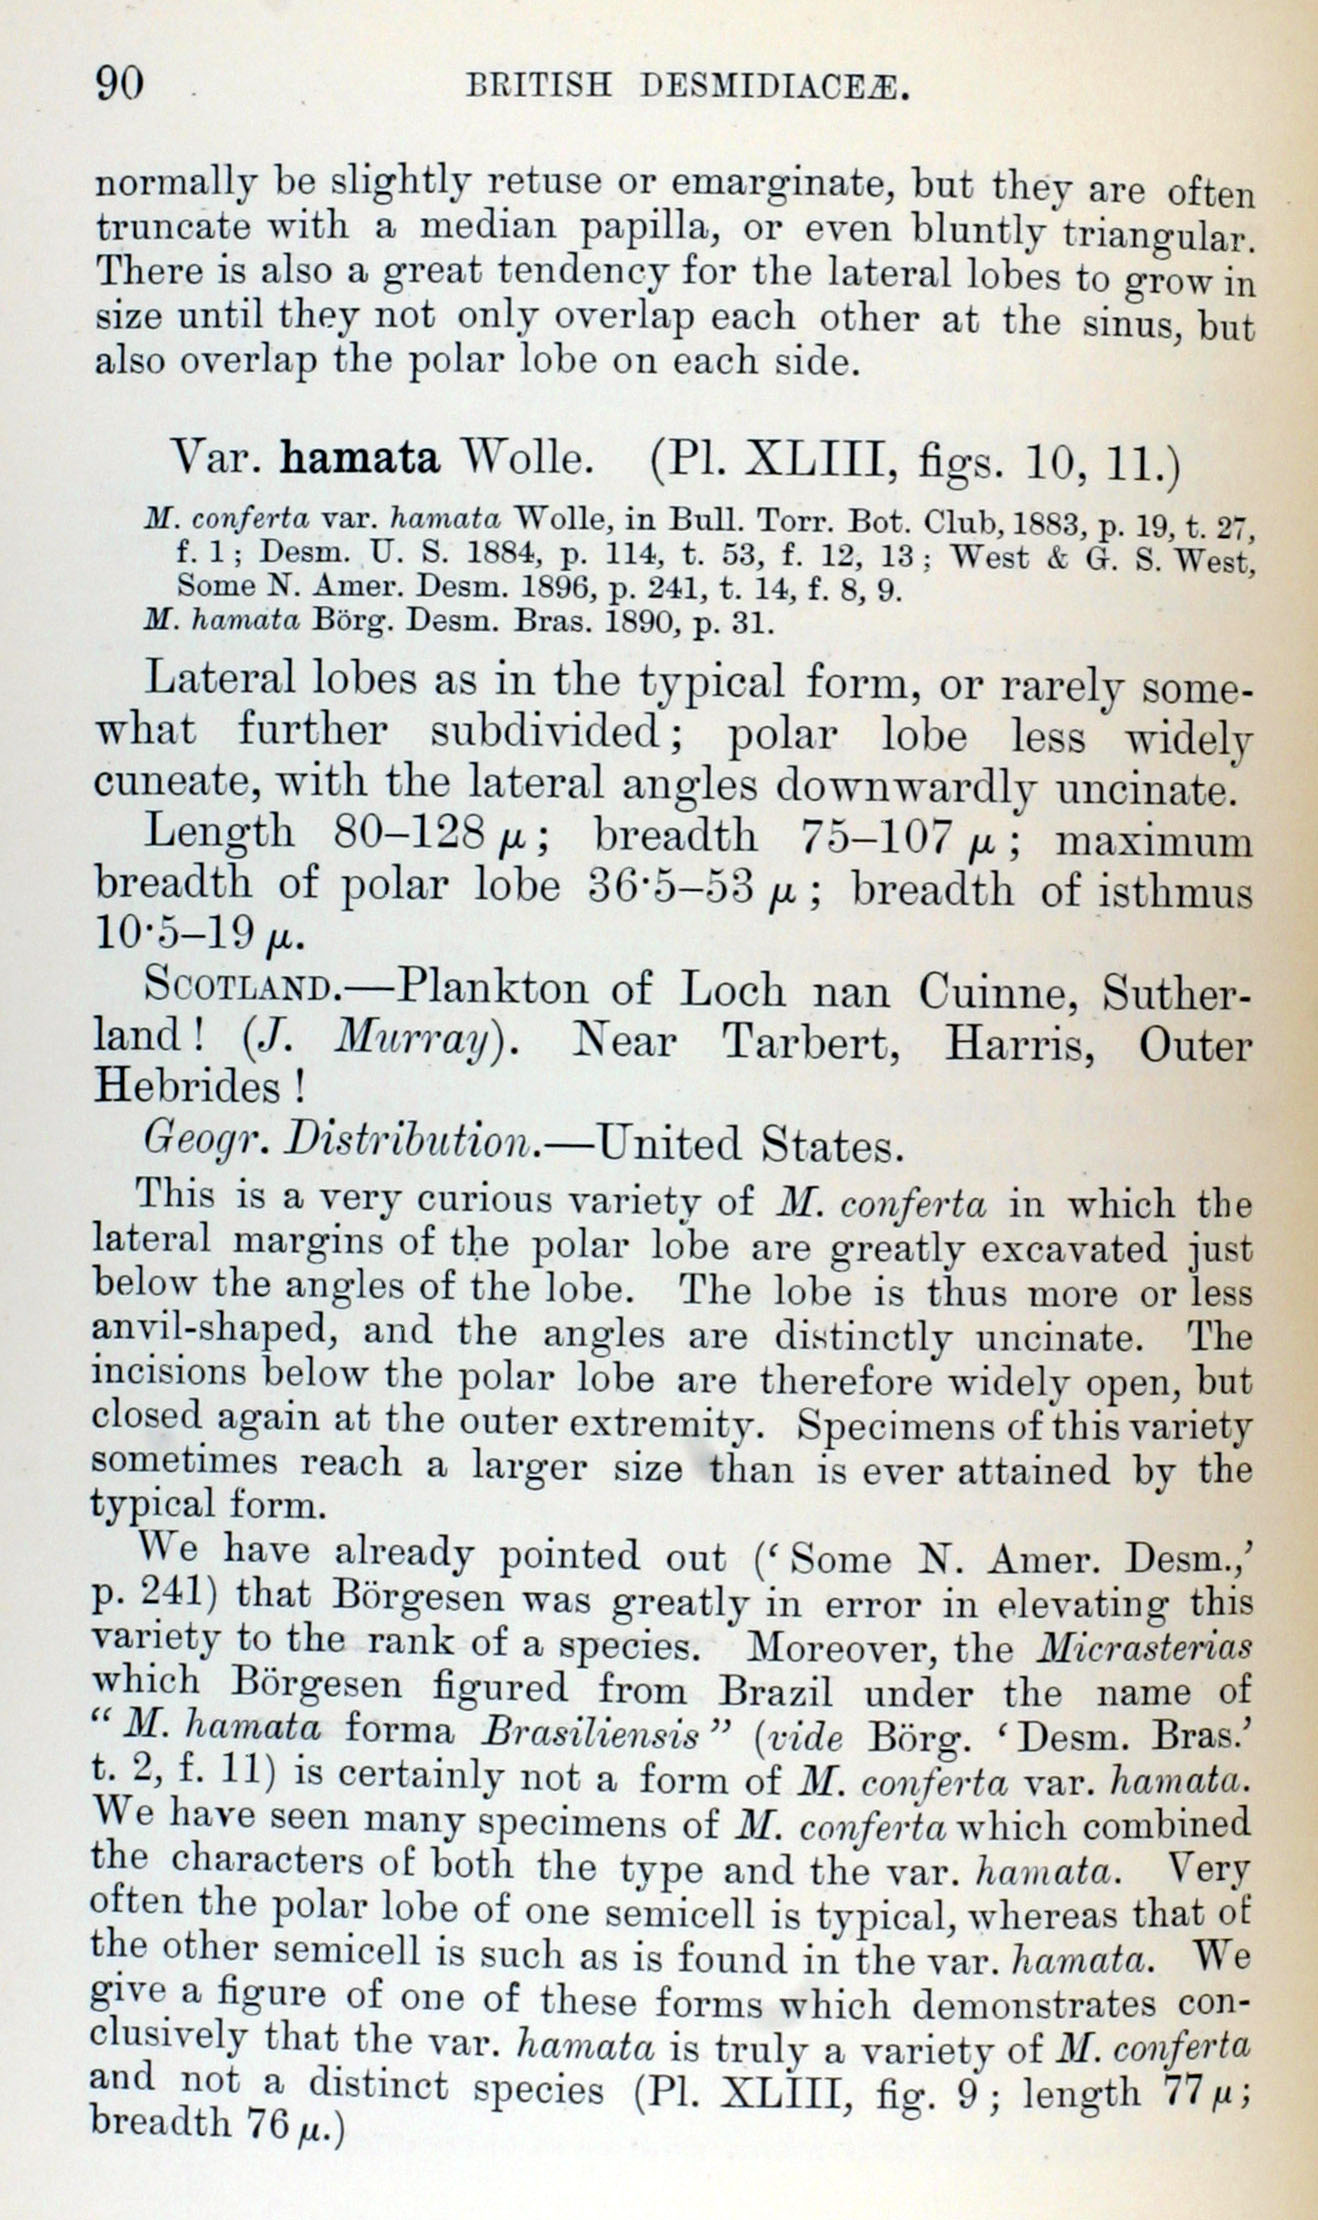 90 BRITISH DESMIDIACEÆ.
normally be slightly retuse or emarginate, but they are often
truncate with a median papilla, or even bluntly triangular.
There is also a great tendency for the lateral lobes to grow in
size until they not only overlap each other at the sinus, but
also overlap the polar lobe on each side.
Var. hamata Wolle. (Pl. XLIII, figs. 10, 11.)
M. conferta var. hamata Wolle, in Bull. Torr. Bot. Club, 1883, p. 19, t. 27,
f. 1; Desm. U. S. 1884, p. 114, t. 53, f. 12, 13; West & G. S. West,
Some N. Amer. Desm. 1896, p. 241, t. 14, f. 8, 9.
M. hamata Börg. Desm. Bras. 1890, p. 31.
Lateral lobes as in the typical form, or rarely some-
what further subdivided; polar lobe less widely
cuneate, with the lateral angles downwardly uncinate.
Length 80–128 μ; breadth 75–107 μ; maximum
breadth of polar lobe 36·5–53 μ; breadth of isthmus
10·5–19 μ.
SCOTLAND.—Plankton of Loch nan Cuinne, Suther-
land! (J. Murray). Near Tarbert, Harris, Outer
Hebrides!
Geogr. Distribution.—United States.
This is a very curious variety of M. conferta in which the
lateral margins of the polar lobe are greatly excavated just
below the angles of the lobe. The lobe is thus more or less
anvil-shaped, and the angles are distinctly uncinate. The
incisions below the polar lobe are therefore widely open, but
closed again at the outer extremity. Specimens of this variety
sometimes reach a larger size than is ever attained by the
typical form.
We have already pointed out (‘Some N. Amer. Desm.,’
p. 241) that Börgesen was greatly in error in elevating this
variety to the rank of a species. Moreover, the Micrasterias
which Börgesen figured from Brazil under the name of
“M. hamata forma Brasiliensis” (vide Börg. ‘Desm. Bras.’
t. 2, f. 11) is certainly not a form of M. conferta var. hamata.
We have seen many specimens of M. conferta which combined
the characters of both the type and the var. hamata. Very
often the polar lobe of one semicell is typical, whereas that of
the other semicell is such as is found in the var. hamata. We
give a figure of one of these forms which demonstrates con-
clusively that the var. hamata is truly a variety of M. conferta
and not a distinct species (Pl. XLIII, fig. 9; length 77 μ;
breadth 76 μ.)